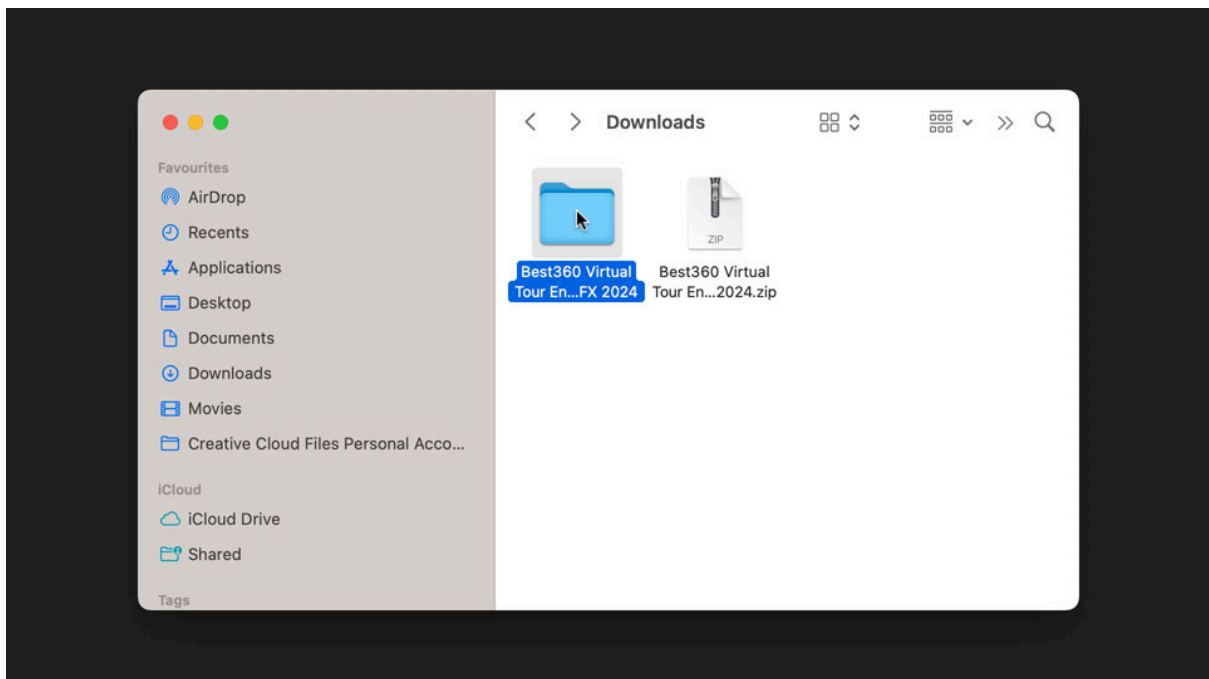 Favourites
AirDrop
Recents
Applications
Desktop
Documents
Downloads
Movies
Creative Cloud Files Personal Acco...
iCloud
iCloud Drive
Shared
Tags
Downloads
ZIP
Best360 Virtual
Tour En...FX 2024
Best360 Virtual
Tour En...2024.zip